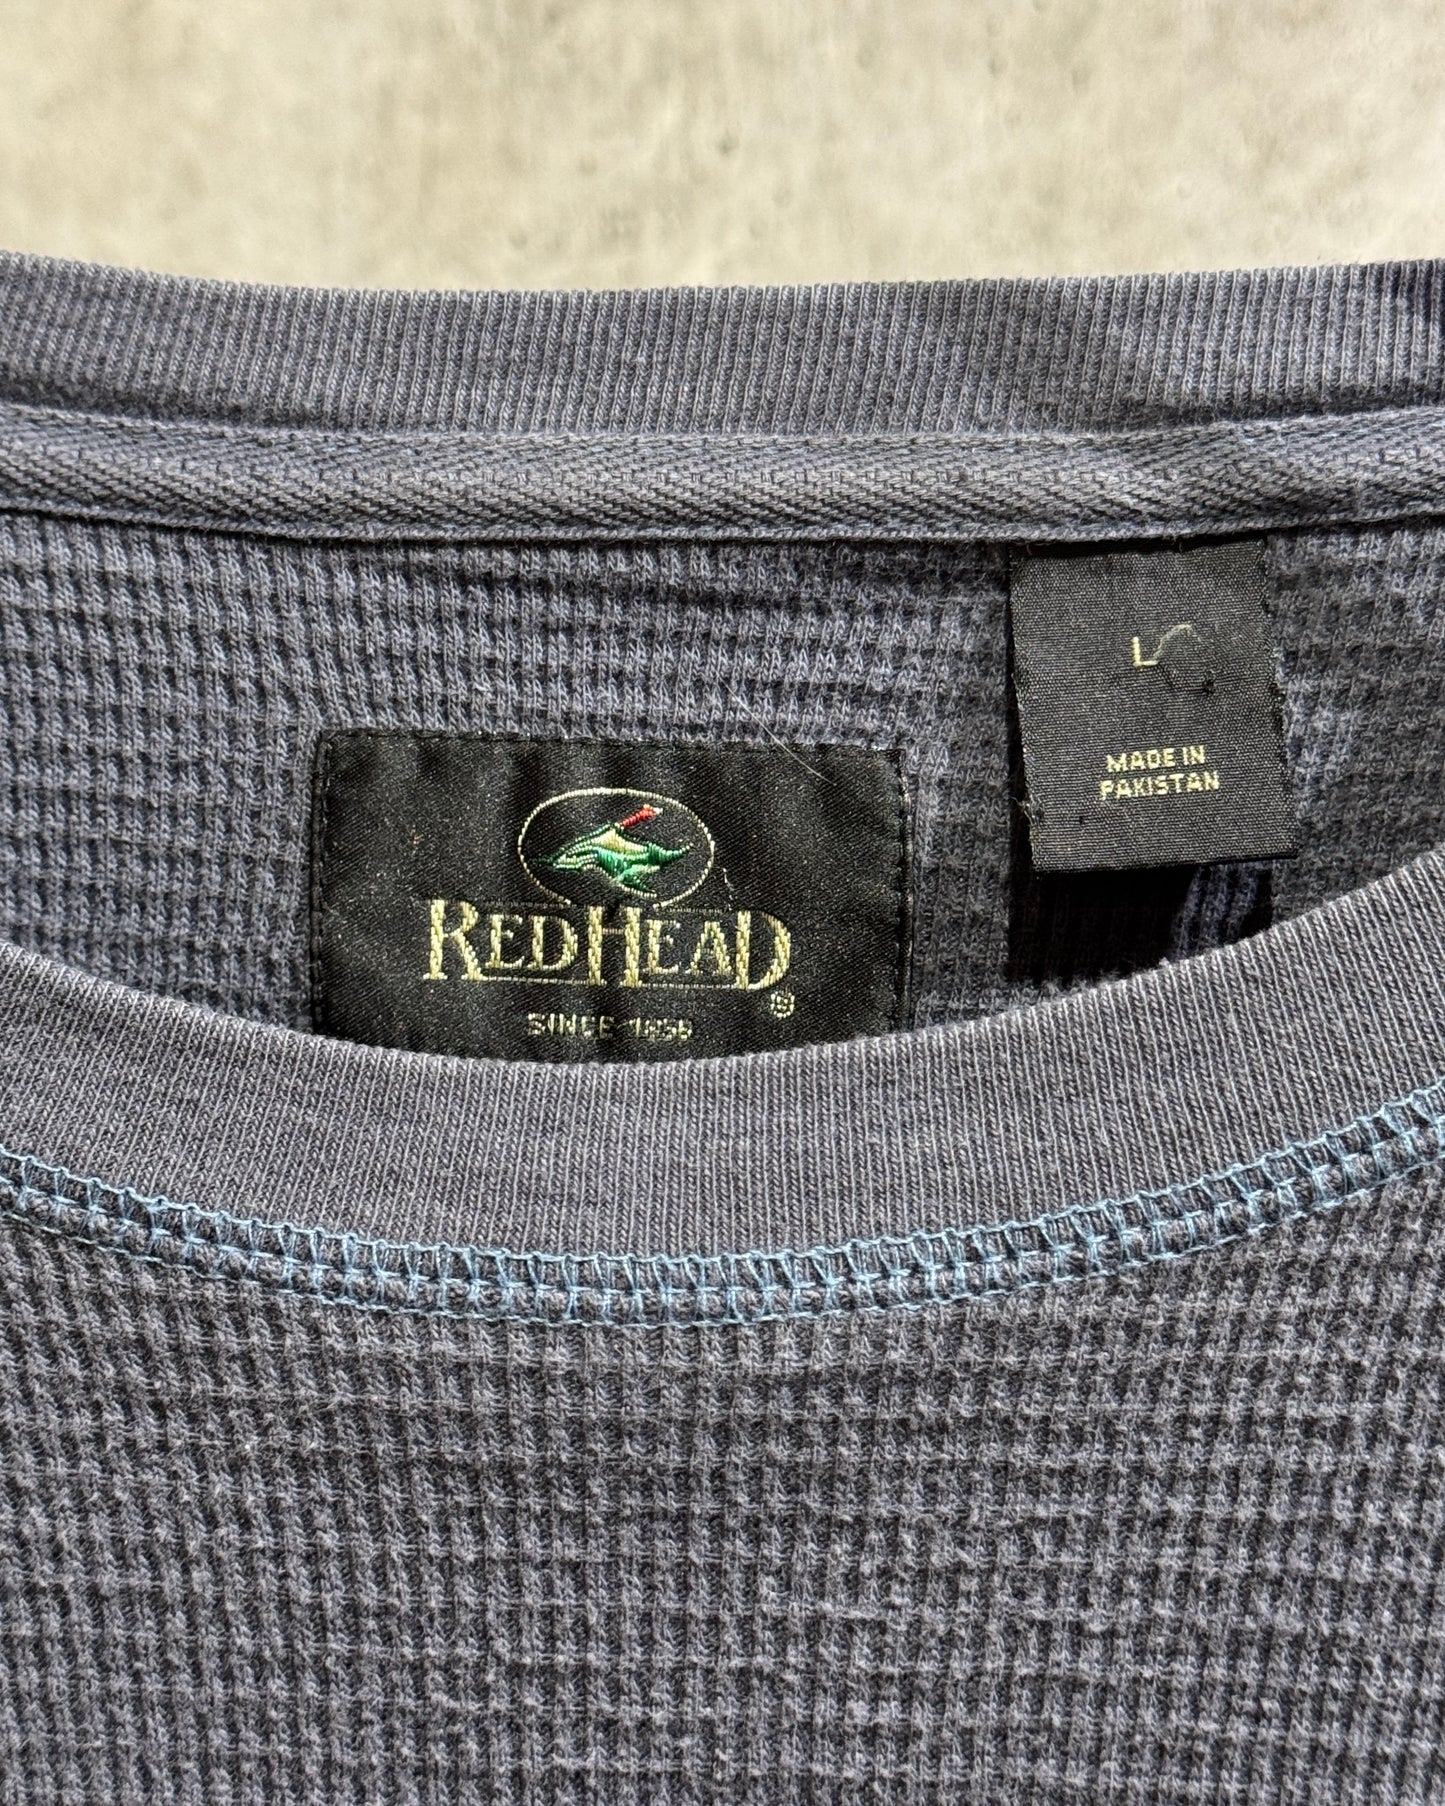 L
MADE IN
PAKISTAN
REDHEAD
®
SINCE 1856